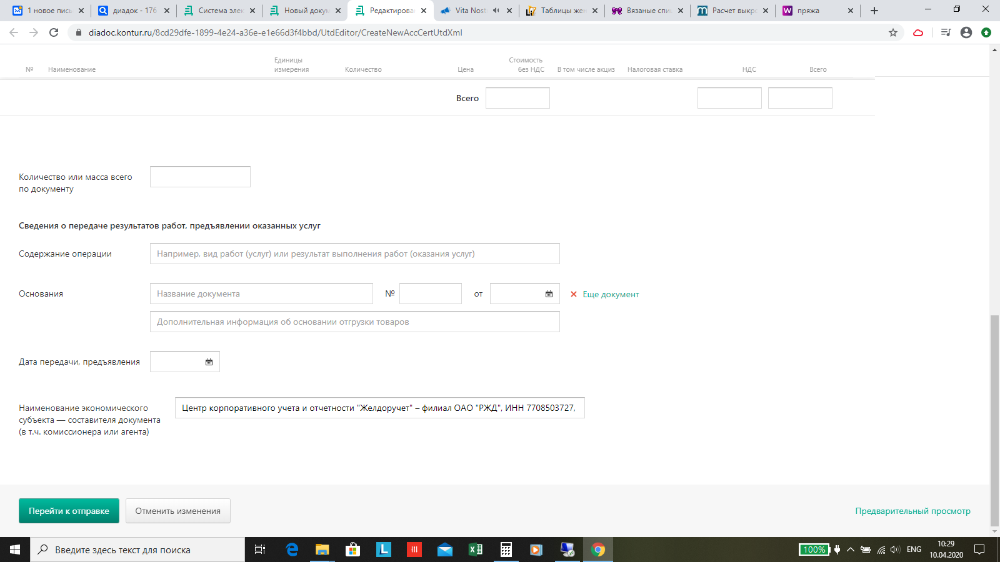 1 новое пись
диадок - 176
Система элек
Новый докум
Редактирован
Vita Nost
Таблицы жен
Вязаные спи
Расчет выкро
пряжа
diadoc.kontur.ru/8cd29dfe-1899-4e24-a36e-e1e66d3f4bbd/UtdEditor/CreateNewAccCertUtdXml
№
Наименование
Единицы измерения
Количество
Цена
Стоимость без НДС
В том числе акциз
Налоговая ставка
НДС
Всего
Всего
Количество или масса всего
по документу
Сведения о передаче результатов работ, предъявлении оказанных услуг
Содержание операции
Например, вид работ (услуг) или результат выполнения работ (оказания услуг)
Основания
Название документа
№
от
Еще документ
Дополнительная информация об основании отгрузки товаров
Дата передачи, предъявления
Наименование экономического
субъекта — составителя документа
(в т.ч. комиссионера или агента)
Центр корпоративного учета и отчетности "Желдоручет" – филиал ОАО "РЖД", ИНН 7708503727,
Перейти к отправке
Отменить изменения
Предварительный просмотр
Введите здесь текст для поиска
100%
ENG
10:29
10.04.2020